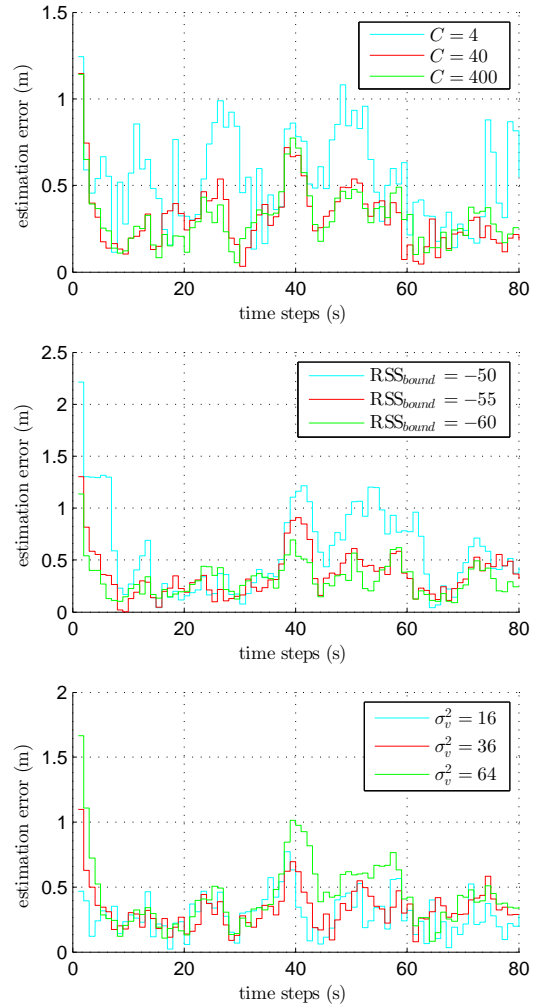 1.5
1
0.5
0
estimation error (m)
C = 4
C = 40
C = 400
0 20 40 60 80
time steps (s)
2.5
2
1.5
1
0.5
0
estimation error (m)
RSS_bound = −50
RSS_bound = −55
RSS_bound = −60
0 20 40 60 80
time steps (s)
2
1.5
1
0.5
0
estimation error (m)
σ_v^2 = 16
σ_v^2 = 36
σ_v^2 = 64
0 20 40 60 80
time steps (s)